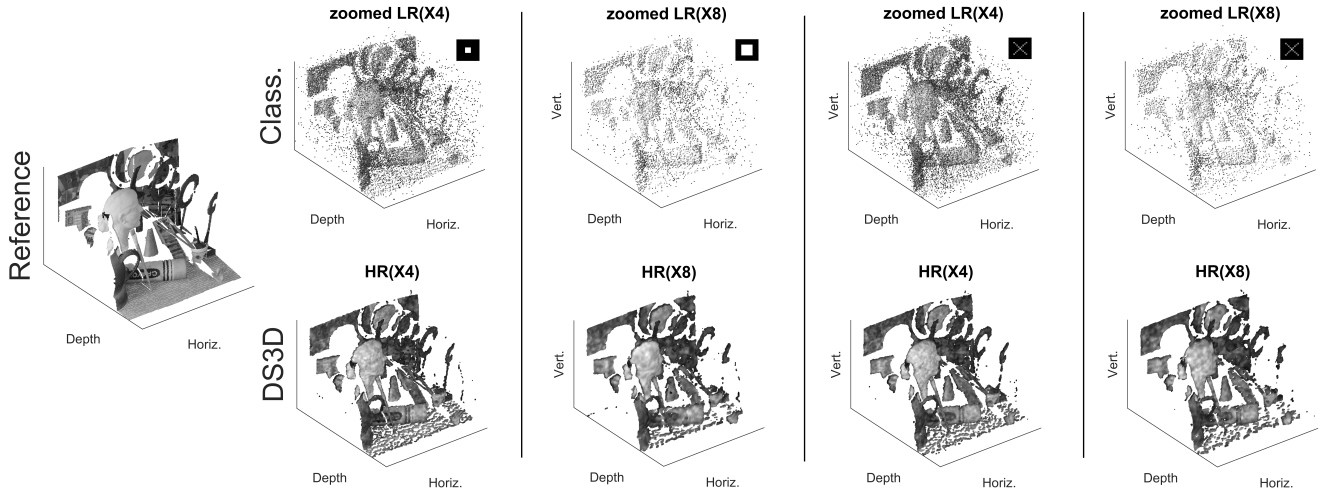 zoomed LR(X4)
zoomed LR(X8)
zoomed LR(X4)
zoomed LR(X8)
Class.
Vert.
Vert.
Vert.
Depth
Horiz.
Depth
Horiz.
Depth
Horiz.
Depth
Horiz.
Reference
Depth
Horiz.
HR(X4)
HR(X8)
HR(X4)
HR(X8)
DS3D
Vert.
Vert.
Vert.
Depth
Horiz.
Depth
Horiz.
Depth
Horiz.
Depth
Horiz.